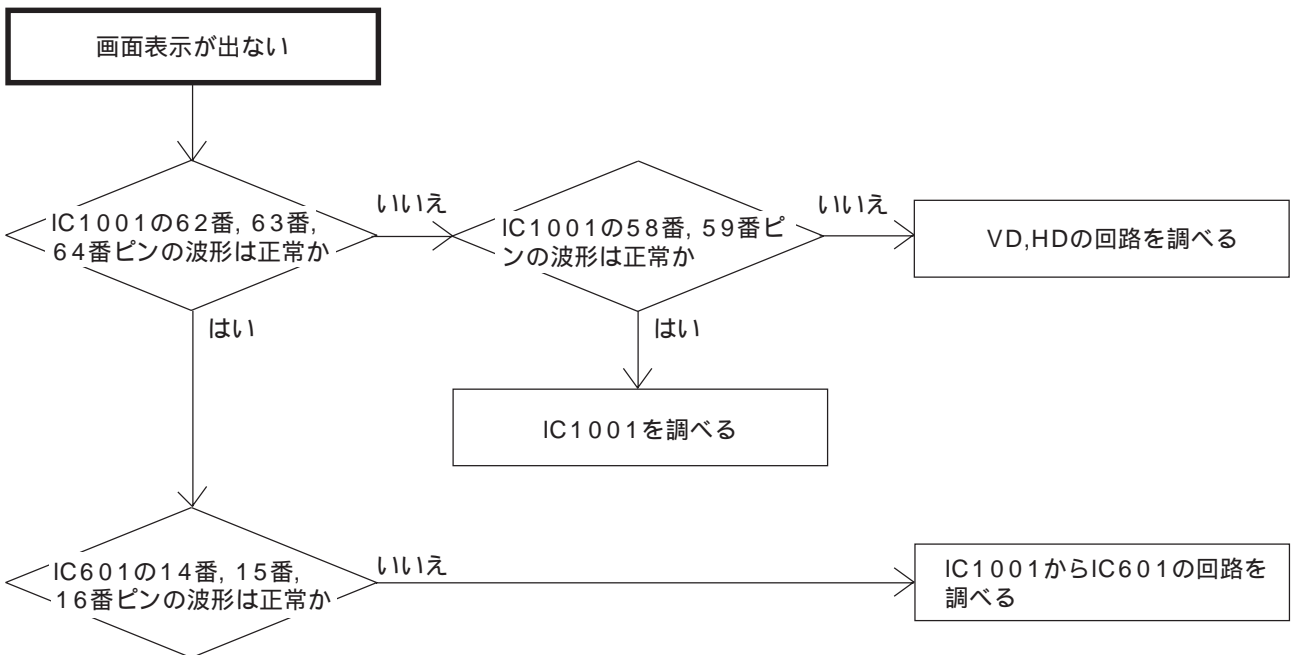 画面表示が出ない
IC1001の62番, 63番,
64番ピンの波形は正常か
いいえ
IC1001の58番, 59番ピ
ンの波形は正常か
いいえ
VD,HDの回路を調べる
はい
はい
IC1001を調べる
IC601の14番, 15番,
16番ピンの波形は正常か
いいえ
IC1001からIC601の回路を
調べる